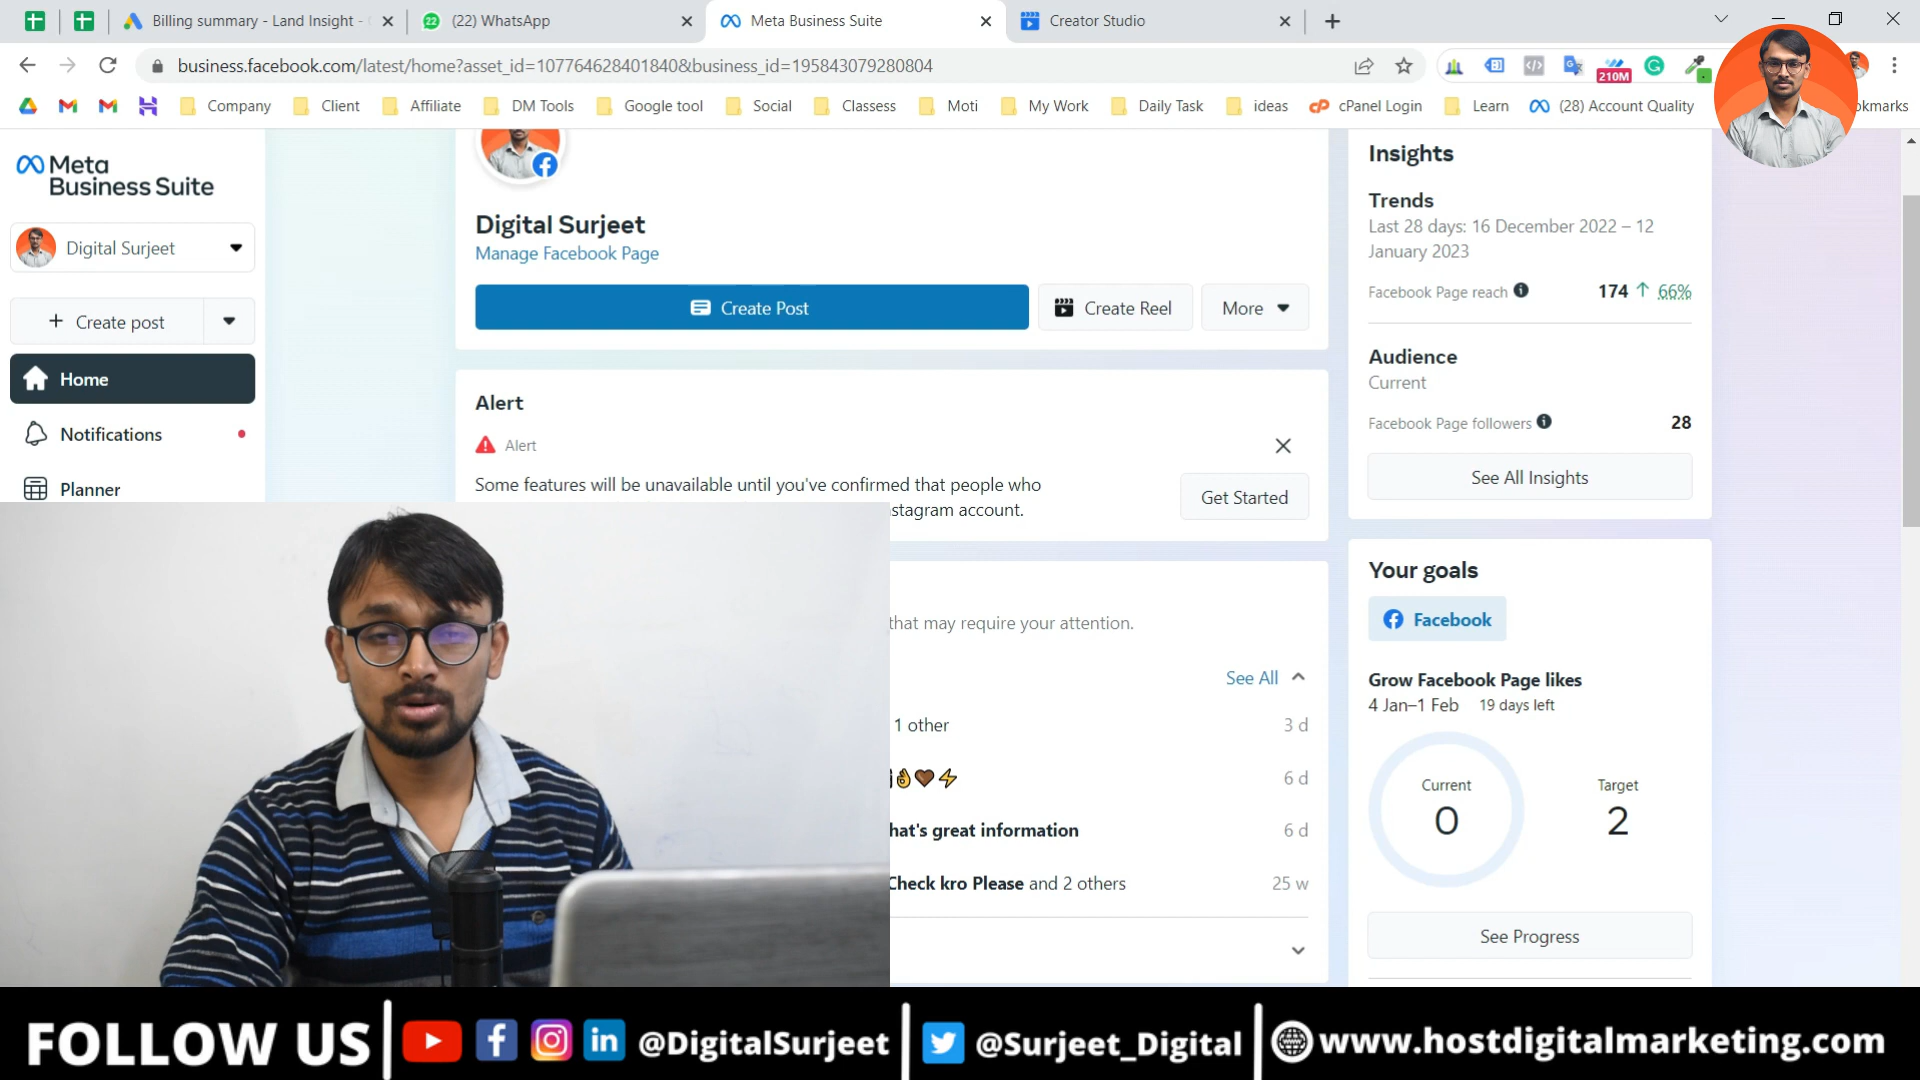 Billing summary - Land Insight -
22
(22) WhatsApp
Meta Business Suite
Creator Studio
business.facebook.com/latest/home?asset_id=107764628401840&business_id=195843079280804
210M
Company
Client
Affiliate
DM Tools
Google tool
Social
Classess
Moti
My Work
Daily Task
ideas
cPanel Login
Learn
(28) Account Quality
okmarks
Meta
Business Suite
Digital Surjeet
Create post
Home
Notifications
Planner
Digital Surjeet
Manage Facebook Page
Create Post
Create Reel
More
Alert
Alert
Some features will be unavailable until you've confirmed that people who
nstagram account.
Get Started
that may require your attention.
See All
1 other
3 d
6 d
hat's great information
6 d
Check kro Please and 2 others
25 w
Insights
Trends
Last 28 days: 16 December 2022 – 12
January 2023
Facebook Page reach
174 ↑ 66%
Audience
Current
Facebook Page followers
28
See All Insights
Your goals
Facebook
Grow Facebook Page likes
4 Jan–1 Feb 19 days left
Current
0
Target
2
See Progress
FOLLOW US
@DigitalSurjeet
@Surjeet_Digital
www.hostdigitalmarketing.com